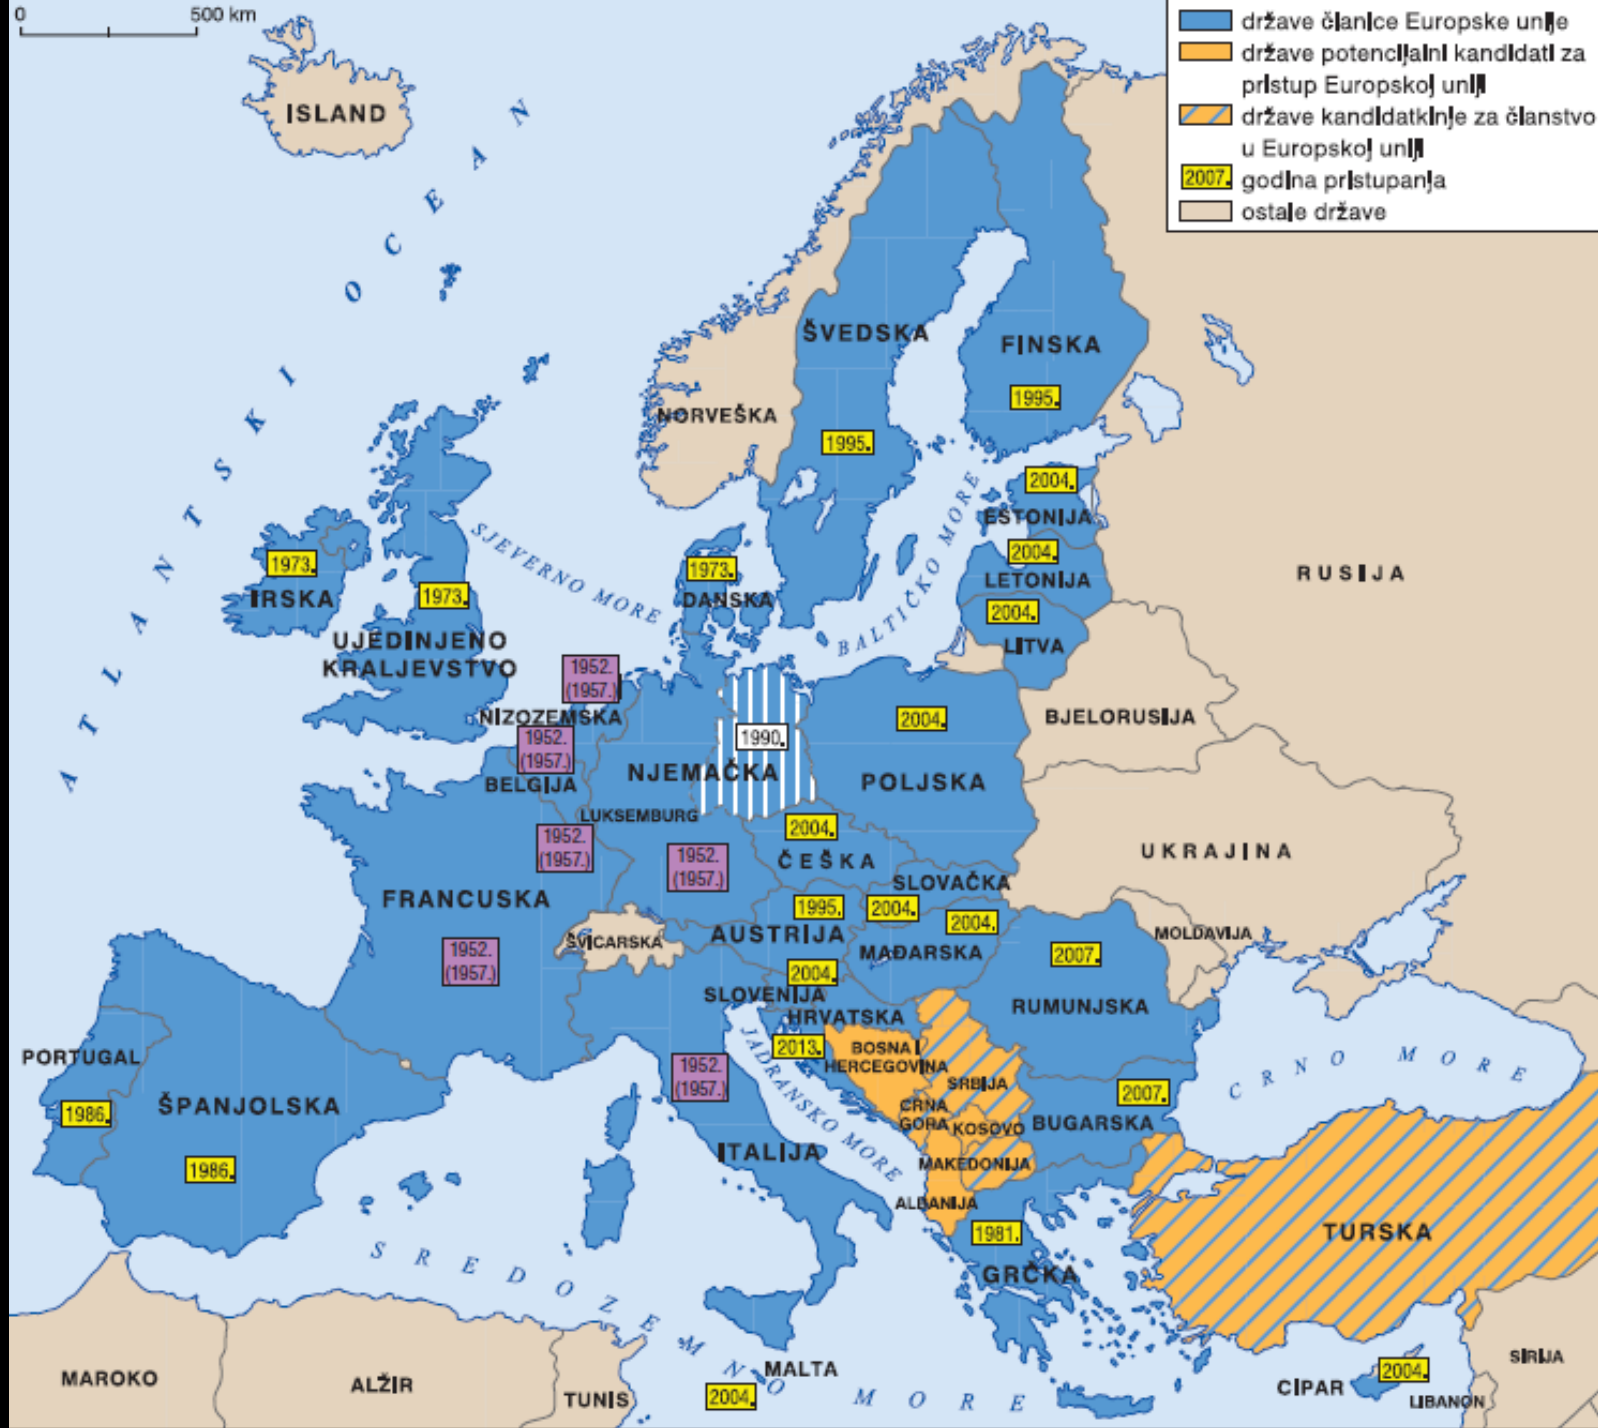 0 500 km
države članice Europske unije
države potencijalni kandidati za
pristup Europskoj uniji
države kandidatkinje za članstvo
u Europskoj uniji
2007. godina pristupanja
ostale države
ISLAND
ATLANTSKI OCEAN
ŠVEDSKA
1995.
FINSKA
1995.
NORVEŠKA
2004.
ESTONIJA
2004.
LETONIJA
2004.
LITVA
RUSIJA
SJEVERNO MORE
BALTIČKO MORE
1973.
IRSKA
1973.
UJEDINJENO
KRALJEVSTVO
1973.
DANSKA
1952.
(1957.)
NIZOZEMSKA
1952.
(1957.)
BELGIJA
1990.
NJEMAČKA
1952.
(1957.)
LUKSEMBURG
1952.
(1957.)
2004.
POLJSKA
BJELORUSIJA
UKRAJINA
2004.
ČEŠKA
SLOVAČKA
2004.
FRANCUSKA
1952.
(1957.)
ŠVICARSKA
1995.
AUSTRIJA
2004.
MAĐARSKA
MOLDAVIJA
2007.
RUMUNJSKA
2004.
SLOVENIJA
HRVATSKA
2013.
BOSNA I
HERCEGOVINA
SRBIJA
CRNA
GORA
KOSOVO
MAKEDONIJA
ALBANIJA
2007.
BUGARSKA
CRNO MORE
PORTUGAL
1986.
ŠPANJOLSKA
1986.
1952.
(1957.)
ITALIJA
JADRANSKO MORE
1981.
GRČKA
TURSKA
SREDOZEMNO MORE
MALTA
2004.
CIPAR
2004.
MAROKO
ALŽIR
TUNIS
SIRIJA
LIBANON